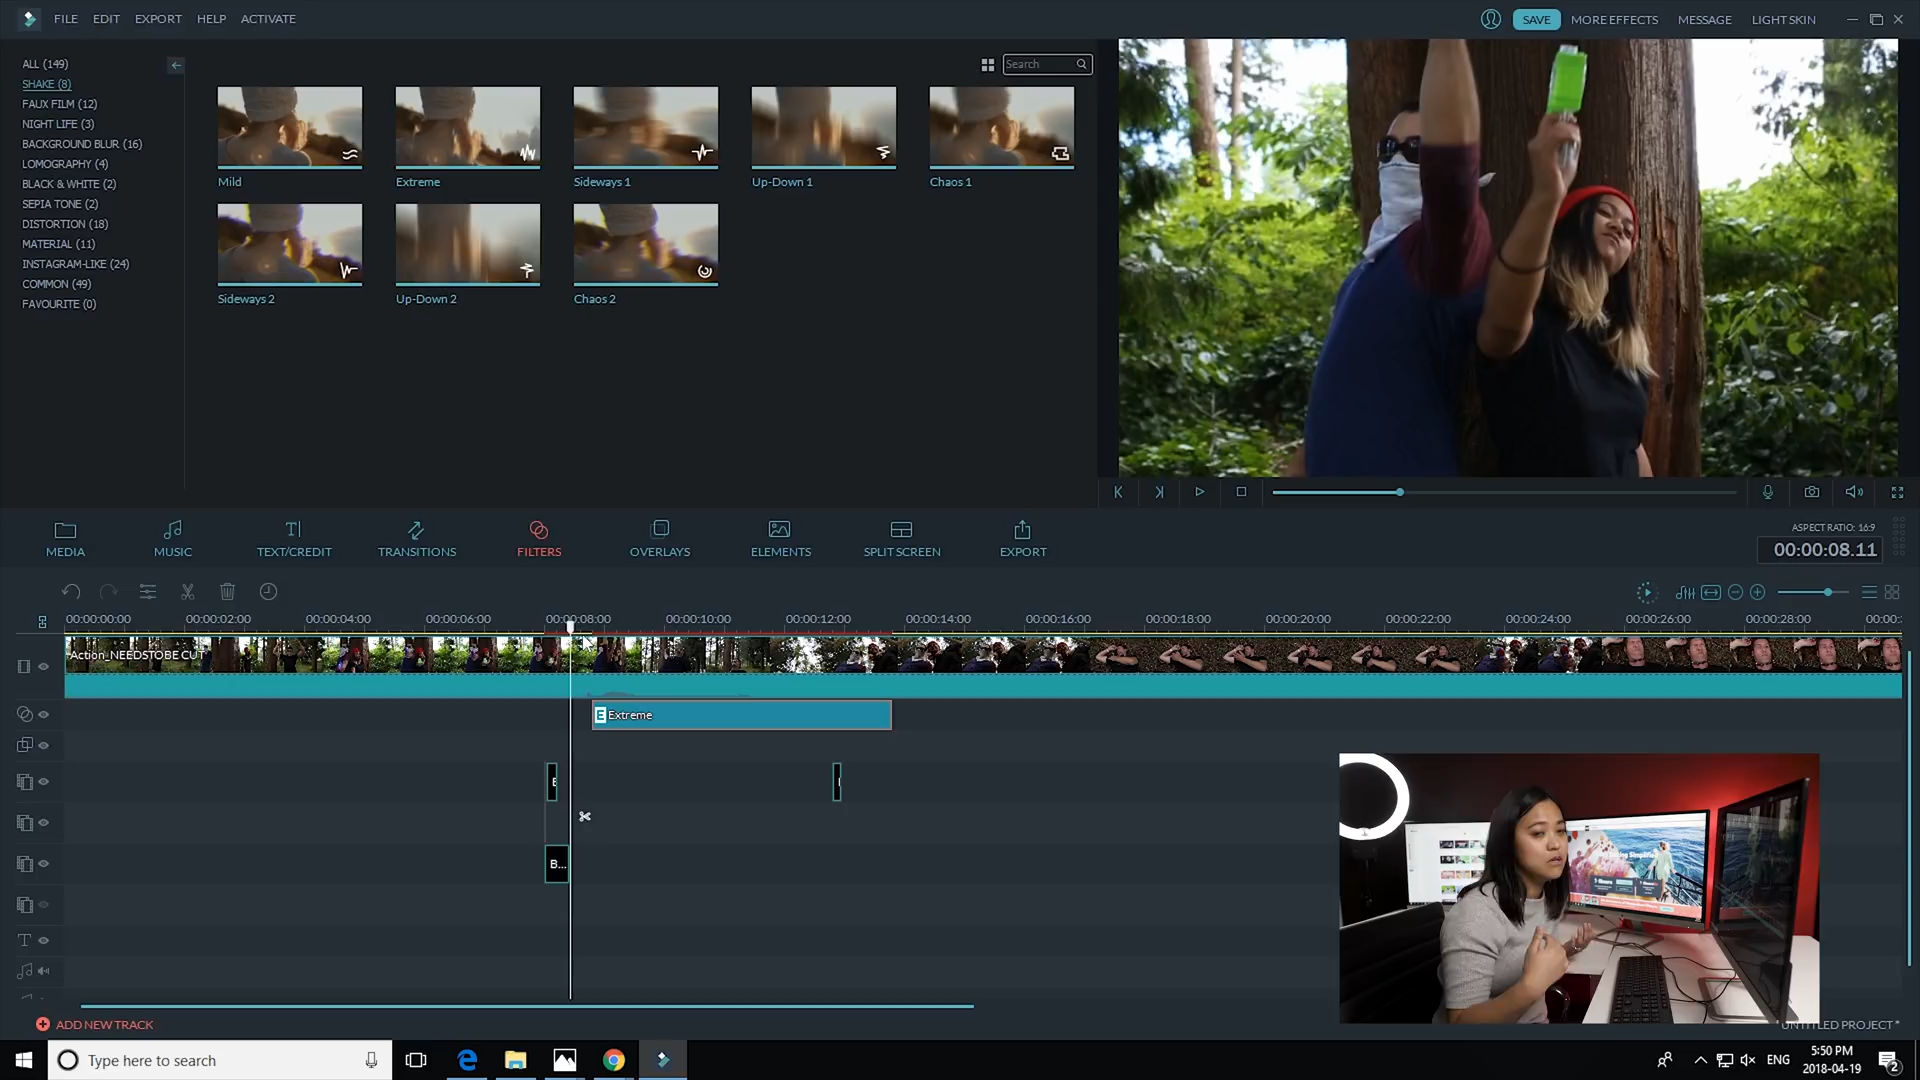 FILE EDIT EXPORT HELP ACTIVATE
SAVE MORE EFFECTS MESSAGE LIGHT SKIN
ALL (149)
SHAKE (8)
FAUX FILM (12)
NIGHT LIFE (3)
BACKGROUND BLUR (16)
LOMOGRAPHY (4)
BLACK & WHITE (2)
SEPIA TONE (2)
DISTORTION (18)
MATERIAL (11)
INSTAGRAM-LIKE (24)
COMMON (49)
FAVOURITE (0)
Search
Mild Extreme Sideways 1 Up-Down 1 Chaos 1
Sideways 2 Up-Down 2 Chaos 2
MEDIA MUSIC TEXT/CREDIT TRANSITIONS FILTERS OVERLAYS ELEMENTS SPLIT SCREEN EXPORT
ASPECT RATIO: 16:9
00:00:08.11
00:00:00:00 00:00:02:00 00:00:04:00 00:00:06:00 00:00:08:00 00:00:10:00 00:00:12:00 00:00:14:00 00:00:16:00 00:00:18:00 00:00:20:00 00:00:22:00 00:00:24:00 00:00:26:00 00:00:28:00 00:00:
Action_NEEDSTOBE CUT
E Extreme
B...
ADD NEW TRACK
UNTITLED PROJECT *
Type here to search
ENG
5:50 PM
2018-04-19
2